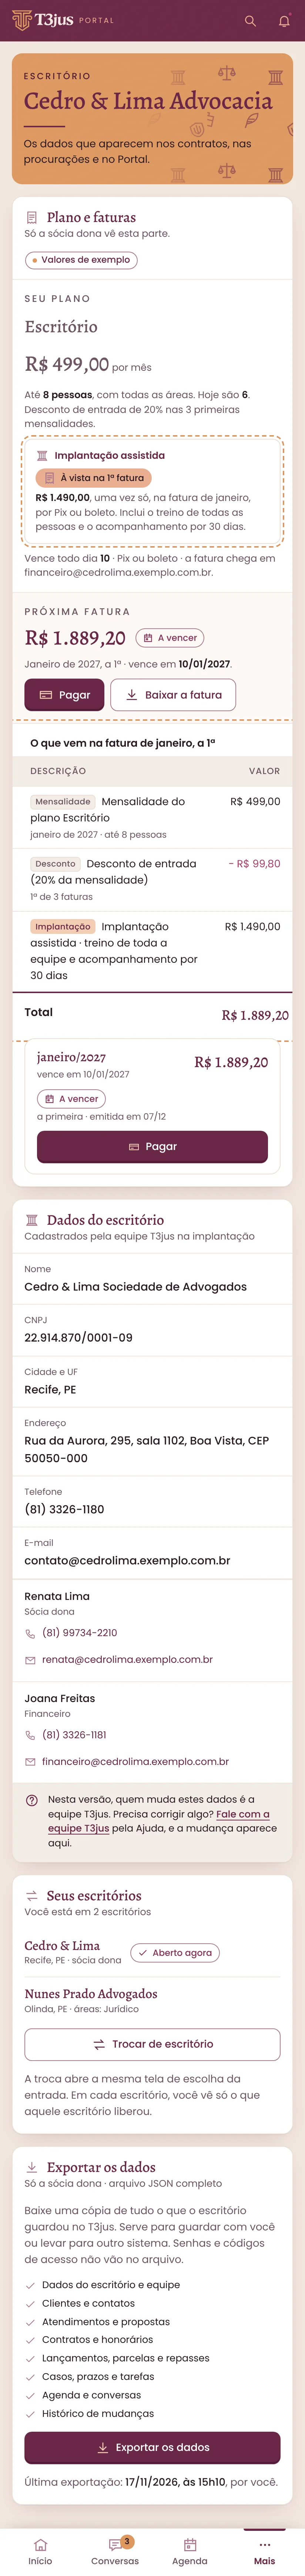 T3jus PORTAL
ESCRITÓRIO
Cedro & Lima Advocacia
Os dados que aparecem nos contratos, nas
procurações e no Portal.
Plano e faturas
Só a sócia dona vê esta parte.
Valores de exemplo
SEU PLANO
Escritório
R$ 499,00 por mês
Até 8 pessoas, com todas as áreas. Hoje são 6.
Desconto de entrada de 20% nas 3 primeiras
mensalidades.
Implantação assistida
À vista na 1ª fatura
R$ 1.490,00, uma vez só, na fatura de janeiro,
por Pix ou boleto. Inclui o treino de todas as
pessoas e o acompanhamento por 30 dias.
Vence todo dia 10 · Pix ou boleto · a fatura chega em
financeiro@cedrolima.exemplo.com.br.
PRÓXIMA FATURA
R$ 1.889,20 A vencer
Janeiro de 2027, a 1ª · vence em 10/01/2027.
Pagar Baixar a fatura
O que vem na fatura de janeiro, a 1ª
DESCRIÇÃO VALOR
Mensalidade Mensalidade do R$ 499,00
plano Escritório
janeiro de 2027 · até 8 pessoas
Desconto Desconto de entrada - R$ 99,80
(20% da mensalidade)
1ª de 3 faturas
Implantação Implantação R$ 1.490,00
assistida · treino de toda a
equipe e acompanhamento por
30 dias
Total R$ 1.889,20
janeiro/2027 R$ 1.889,20
vence em 10/01/2027
A vencer
a primeira · emitida em 07/12
Pagar
Dados do escritório
Cadastrados pela equipe T3jus na implantação
Nome
Cedro & Lima Sociedade de Advogados
CNPJ
22.914.870/0001-09
Cidade e UF
Recife, PE
Endereço
Rua da Aurora, 295, sala 1102, Boa Vista, CEP
50050-000
Telefone
(81) 3326-1180
E-mail
contato@cedrolima.exemplo.com.br
Renata Lima
Sócia dona
(81) 99734-2210
renata@cedrolima.exemplo.com.br
Joana Freitas
Financeiro
(81) 3326-1181
financeiro@cedrolima.exemplo.com.br
Nesta versão, quem muda estes dados é a
equipe T3jus. Precisa corrigir algo? Fale com a
equipe T3jus pela Ajuda, e a mudança aparece
aqui.
Seus escritórios
Você está em 2 escritórios
Cedro & Lima
Recife, PE · sócia dona
Aberto agora
Nunes Prado Advogados
Olinda, PE · áreas: Jurídico
Trocar de escritório
A troca abre a mesma tela de escolha da
entrada. Em cada escritório, você vê só o que
aquele escritório liberou.
Exportar os dados
Só a sócia dona · arquivo JSON completo
Baixe uma cópia de tudo o que o escritório
guardou no T3jus. Serve para guardar com você
ou levar para outro sistema. Senhas e códigos
de acesso não vão no arquivo.
Dados do escritório e equipe
Clientes e contatos
Atendimentos e propostas
Contratos e honorários
Lançamentos, parcelas e repasses
Casos, prazos e tarefas
Agenda e conversas
Histórico de mudanças
Exportar os dados
Última exportação: 17/11/2026, às 15h10, por você.
3
Início Conversas Agenda Mais